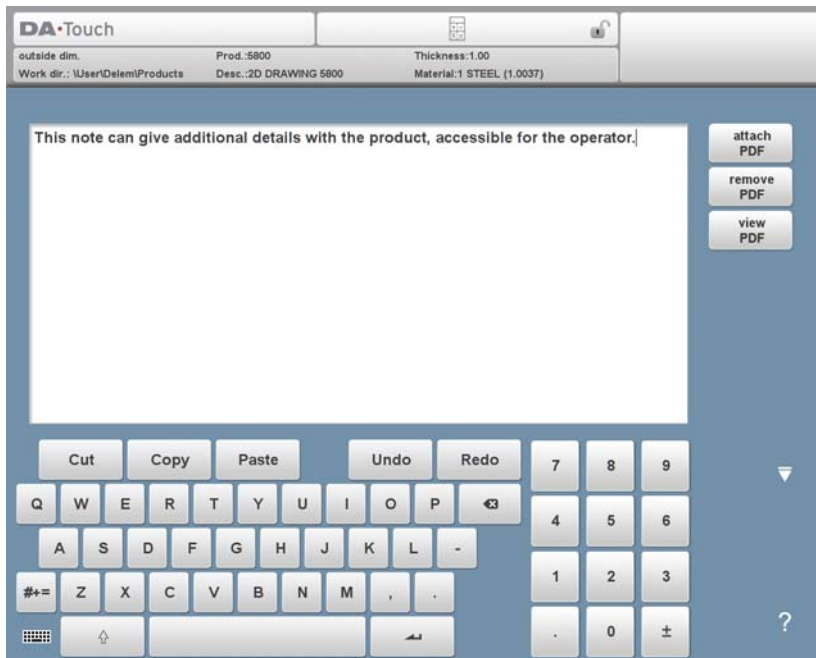 DA·Touch
outside dim. Prod.:5800 Thickness:1.00
Work dir.: \User\Delem\Products Desc.:2D DRAWING 5800 Material:1 STEEL (1.0037)
This note can give additional details with the product, accessible for the operator.
attach
PDF
remove
PDF
view
PDF
Cut Copy Paste Undo Redo 7 8 9
Q W E R T Y U I O P
4 5 6
A S D F G H J K L -
1 2 3
#+= Z X C V B N M , .
. 0 ±
?